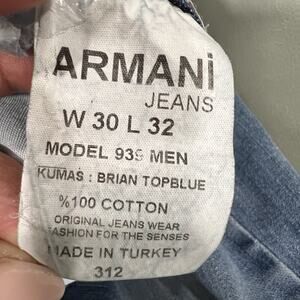 ARMANi
JEANS
W 30 L 32
MODEL 939 MEN
KUMAS : BRIAN TOPBLUE
%100 COTTON
ORIGINAL JEANS WEAR
FASHION FOR THE SENSES
MADE IN TURKEY
312